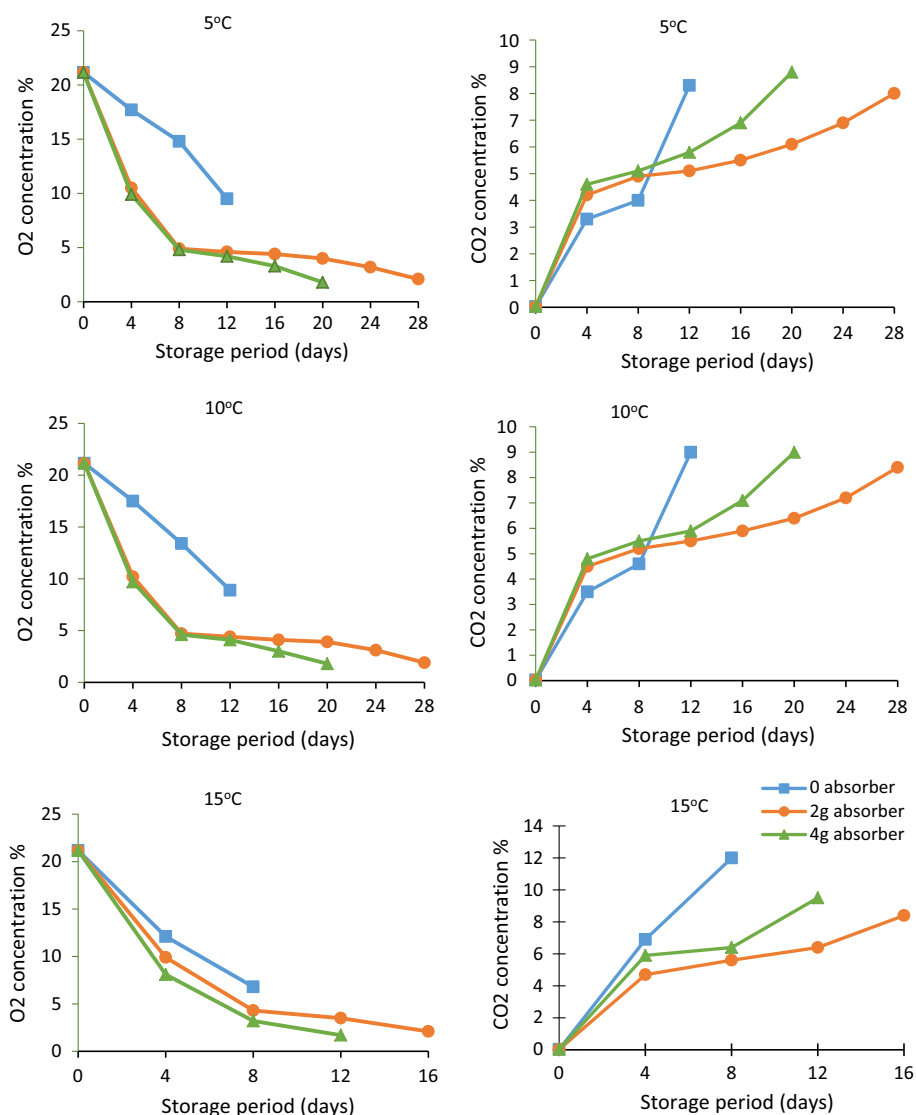 5°C
O2 concentration %
25
20
15
10
5
0
0 4 8 12 16 20 24 28
Storage period (days)
5°C
CO2 concentration %
10
9
8
7
6
5
4
3
2
1
0
0 4 8 12 16 20 24 28
Storage period (days)
10°C
O2 concentration %
25
20
15
10
5
0
0 4 8 12 16 20 24 28
Storage period (days)
10°C
CO2 concentration %
10
9
8
7
6
5
4
3
2
1
0
0 4 8 12 16 20 24 28
Storage period (days)
15°C
O2 concentration %
25
20
15
10
5
0
0 4 8 12 16
Storage period (days)
15°C
0 absorber
2g absorber
4g absorber
CO2 concentration %
14
12
10
8
6
4
2
0
0 4 8 12 16
Storage period (days)